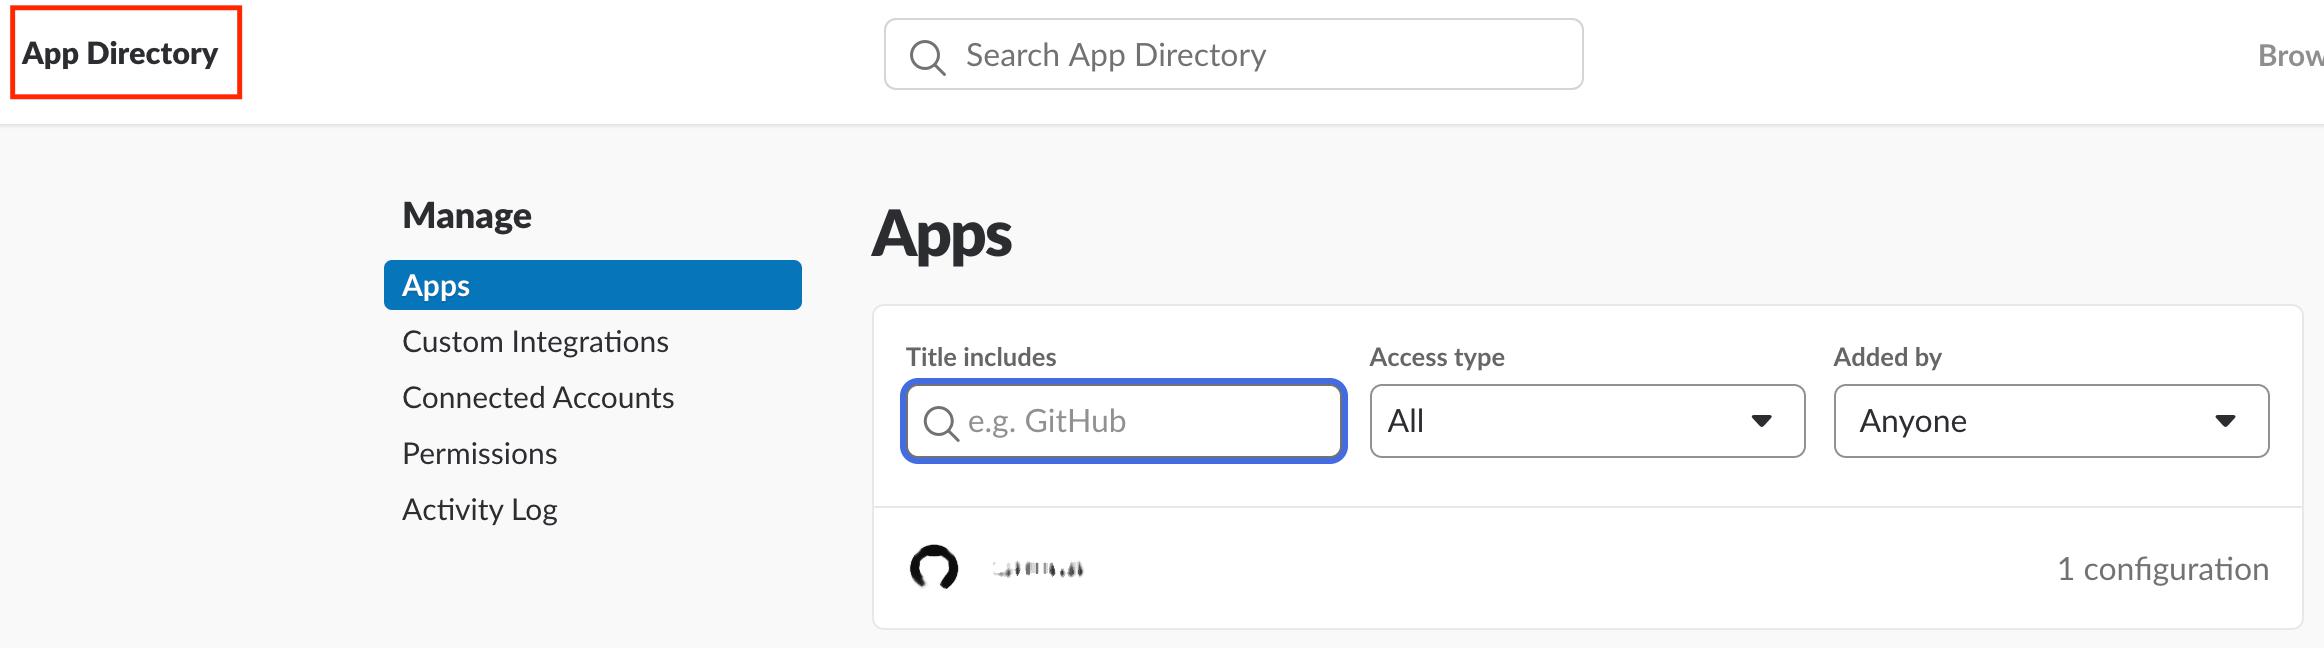 App Directory
Search App Directory
Brow
Manage
Apps
Custom Integrations
Connected Accounts
Permissions
Activity Log
Apps
Title includes
Access type
Added by
e.g. GitHub
All
Anyone
1 configuration